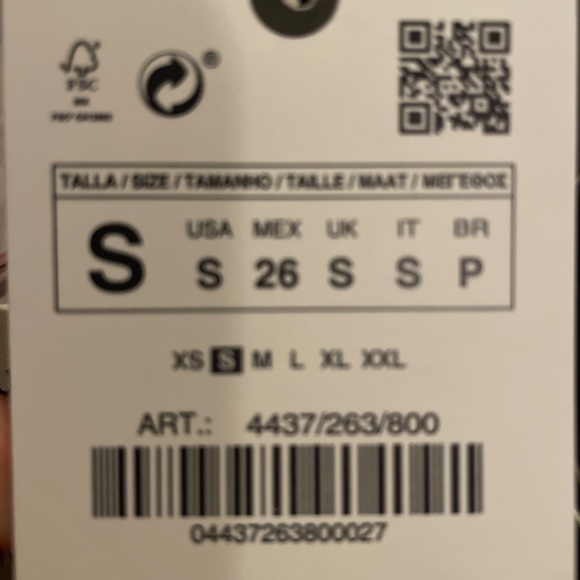 ®
FSC
TALLA / SIZE / TAMANHO / TAILLE / MAAT / ΜΕΓΕΘΟΣ
S
USA MEX UK IT BR
S 26 S S P
XS S M L XL XXL
ART.: 4437/263/800
04437263800027